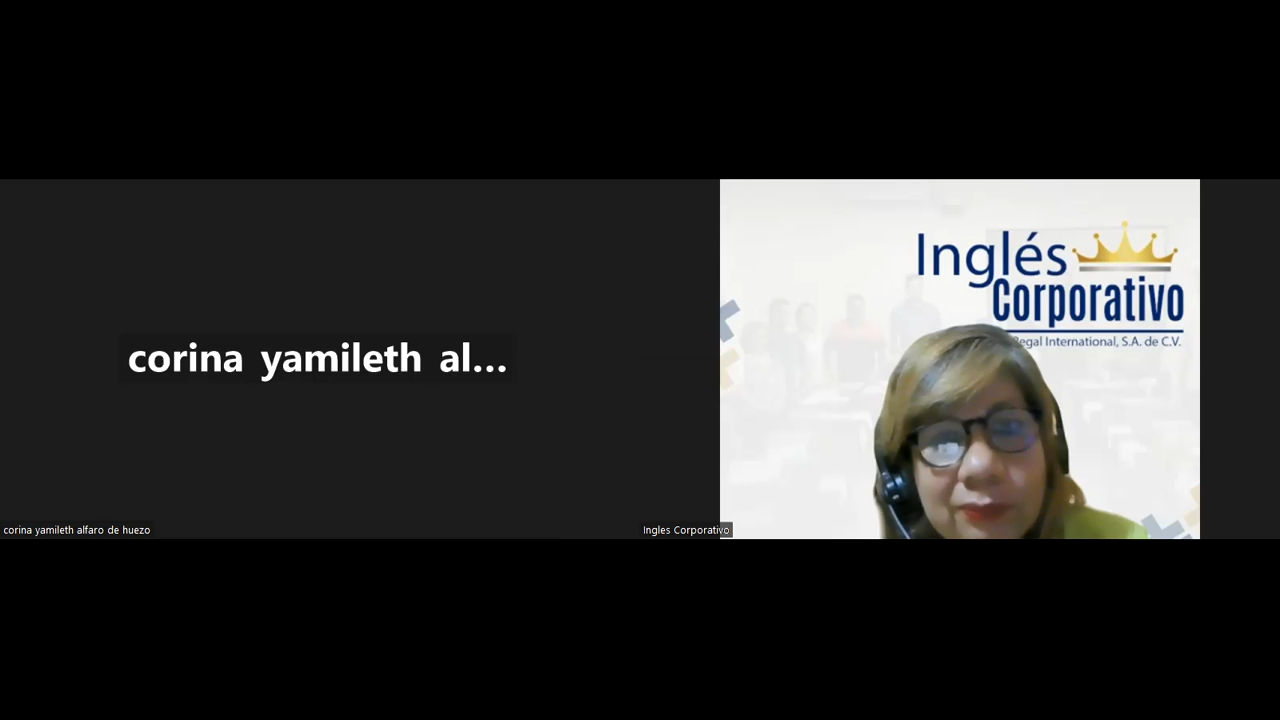 corina yamileth al...
corina yamileth alfaro de huezo
Inglés
Corporativo
Regal International, S.A. de C.V.
Ingles Corporativo